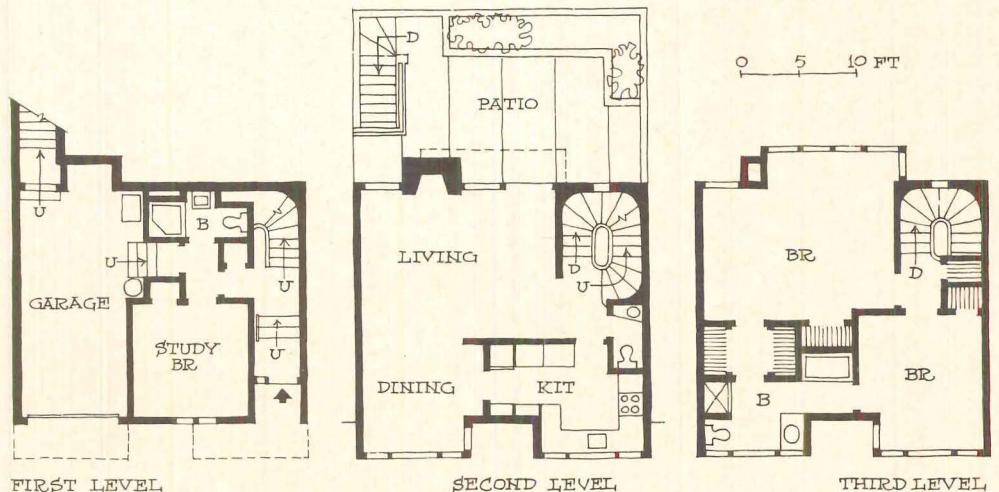 D
PATIO
0 5 10 FT
U
B
U
GARAGE
U
STUDY
BR
U
LIVING
D
U
DINING
KIT
BR
D
BR
B
FIRST LEVEL
SECOND LEVEL
THIRD LEVEL